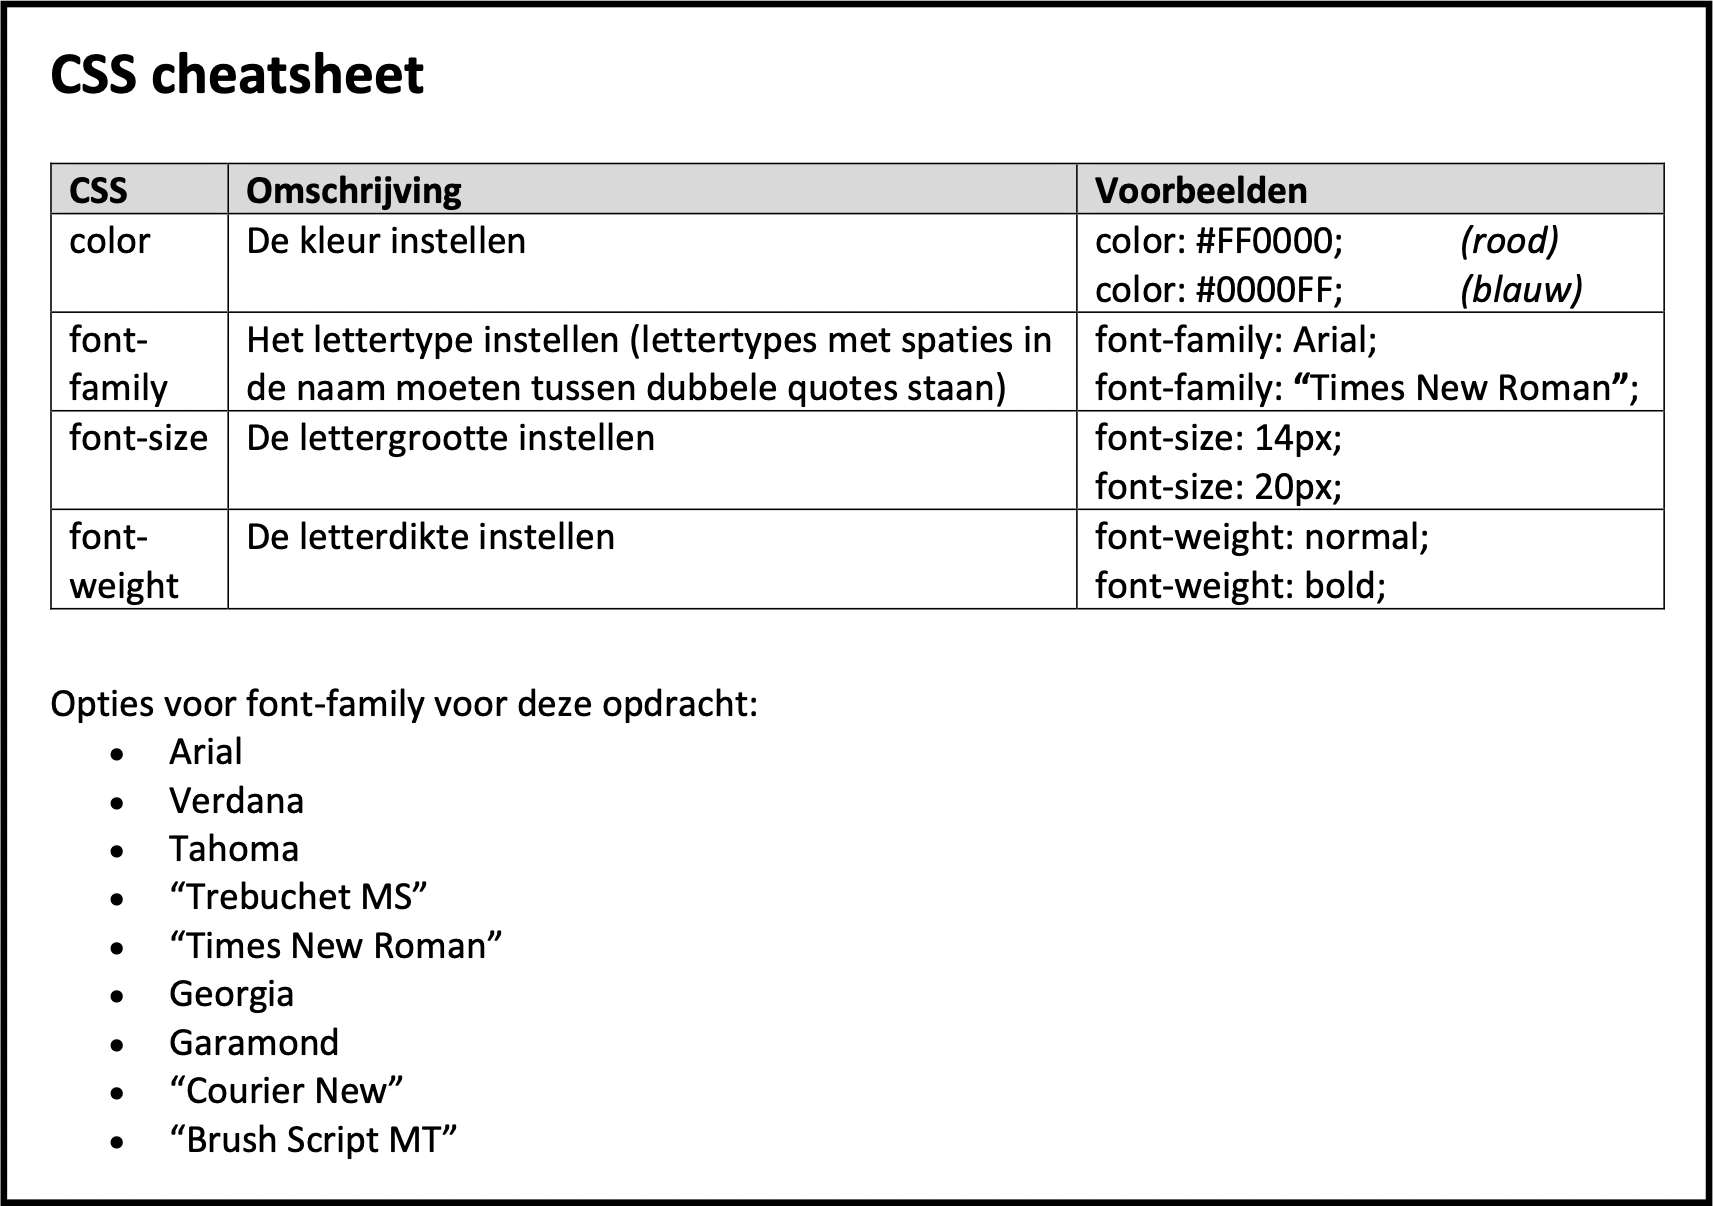 CSS cheatsheet
CSS Omschrijving Voorbeelden
color De kleur instellen color: #FF0000; (rood)
color: #0000FF; (blauw)
font- Het lettertype instellen (lettertypes met spaties in font-family: Arial;
family de naam moeten tussen dubbele quotes staan) font-family: “Times New Roman”;
font-size De lettergrootte instellen font-size: 14px;
font-size: 20px;
font- De letterdikte instellen font-weight: normal;
weight font-weight: bold;
Opties voor font-family voor deze opdracht:
• Arial
• Verdana
• Tahoma
• “Trebuchet MS”
• “Times New Roman”
• Georgia
• Garamond
• “Courier New”
• “Brush Script MT”